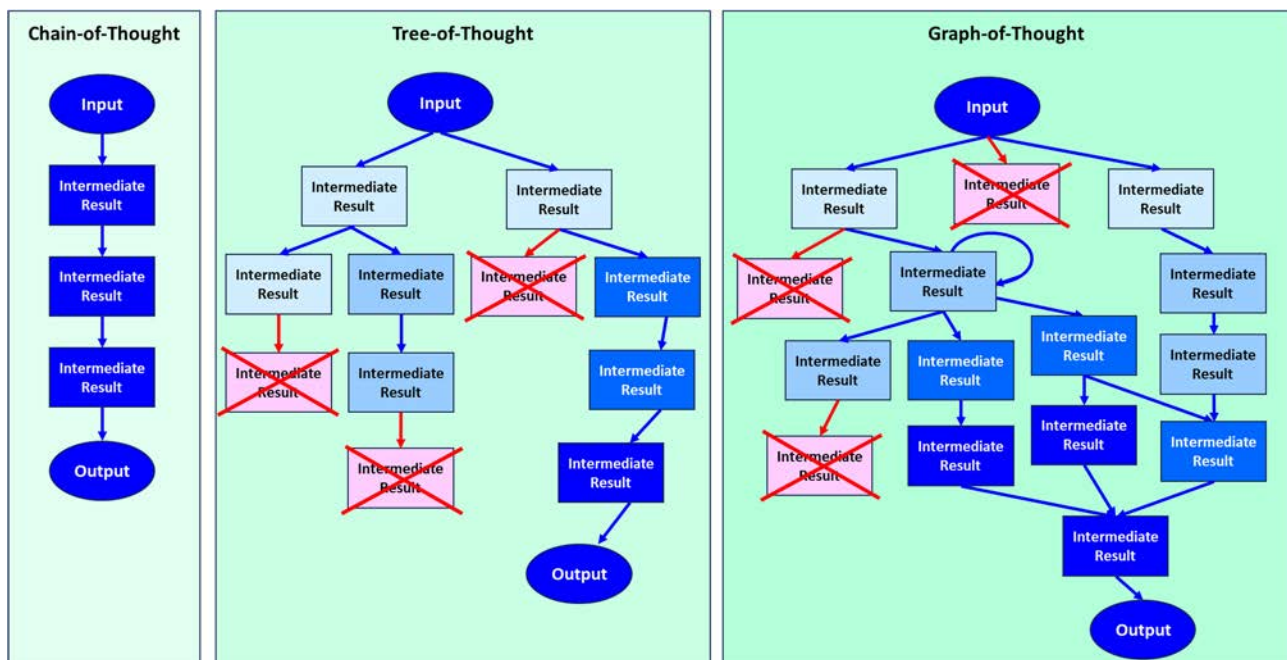 Chain-of-Thought
Input
Intermediate
Result
Intermediate
Result
Intermediate
Result
Output
Tree-of-Thought
Input
Intermediate
Result
Intermediate
Result
Intermediate
Result
Intermediate
Result
Intermediate
Result
Intermediate
Result
Intermediate
Result
Intermediate
Result
Intermediate
Result
Intermediate
Result
Intermediate
Result
Output
Graph-of-Thought
Input
Intermediate
Result
Intermediate
Result
Intermediate
Result
Intermediate
Result
Intermediate
Result
Intermediate
Result
Intermediate
Result
Intermediate
Result
Intermediate
Result
Intermediate
Result
Intermediate
Result
Intermediate
Result
Intermediate
Result
Intermediate
Result
Intermediate
Result
Output